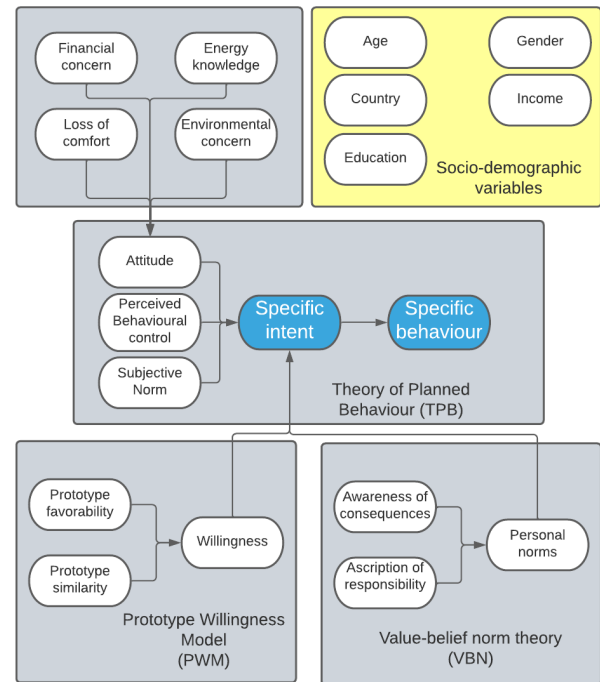 Financial
concern
Energy
knowledge
Loss of
comfort
Environmental
concern
Age
Gender
Country
Income
Education
Socio-demographic
variables
Attitude
Perceived
Behavioural
control
Subjective
Norm
Specific
intent
Specific
behaviour
Theory of Planned
Behaviour (TPB)
Prototype
favorability
Prototype
similarity
Willingness
Prototype Willingness
Model
(PWM)
Awareness of
consequences
Ascription of
responsibility
Personal
norms
Value-belief norm theory
(VBN)